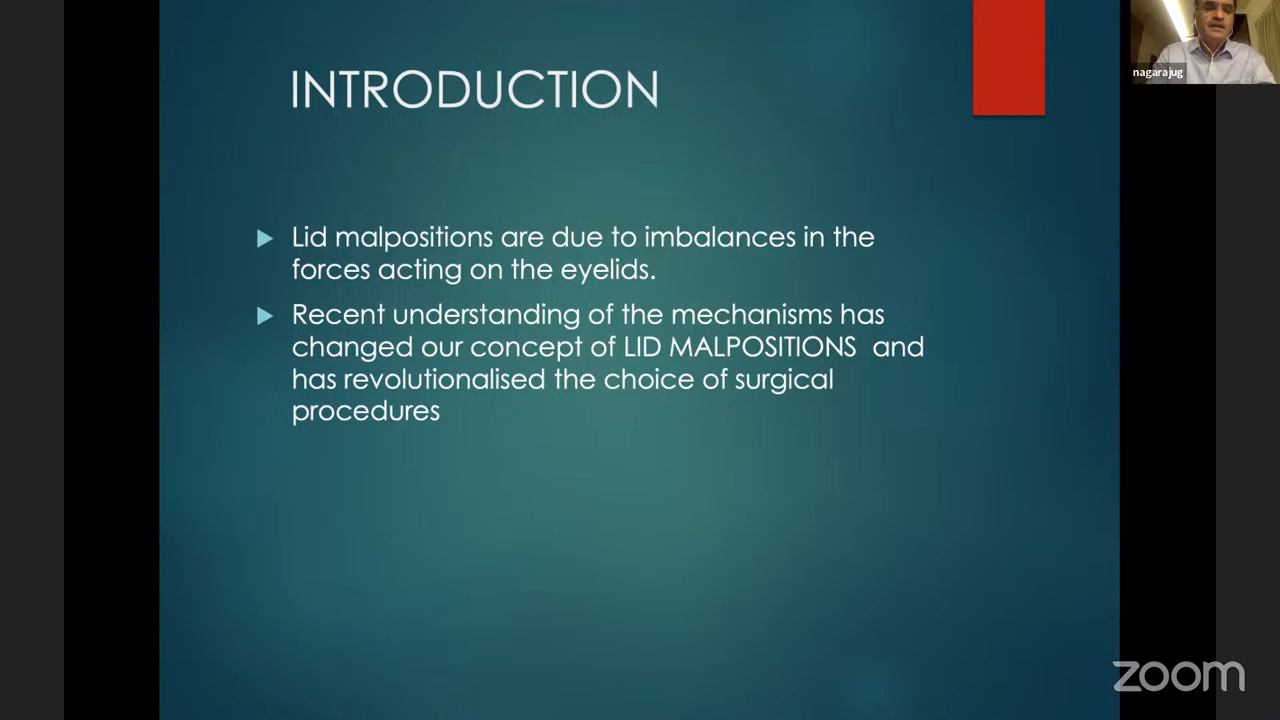 INTRODUCTION
nagarajug
Lid malpositions are due to imbalances in the
forces acting on the eyelids.
Recent understanding of the mechanisms has
changed our concept of LID MALPOSITIONS and
has revolutionalised the choice of surgical
procedures
zoom